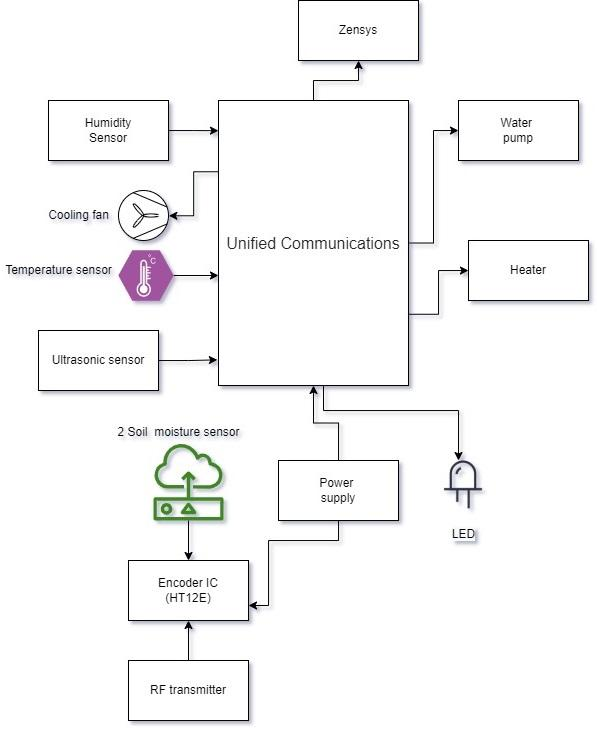 Zensys
Humidity
Sensor
Water
pump
Cooling fan
Unified Communications
°C
Temperature sensor
Heater
Ultrasonic sensor
2 Soil  moisture sensor
Power
supply
LED
Encoder IC
(HT12E)
RF transmitter